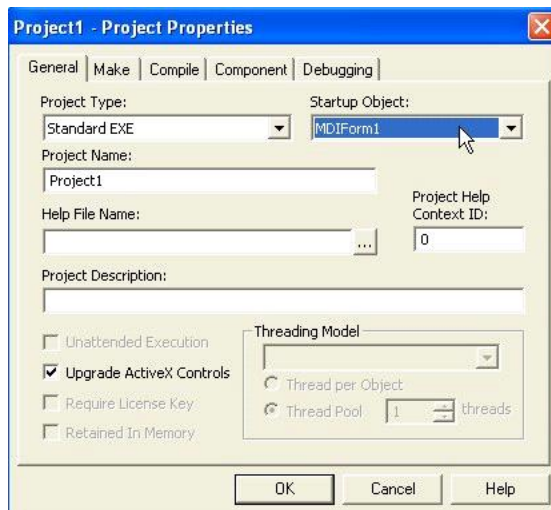 Project1 - Project Properties
General Make Compile Component Debugging
Project Type: Startup Object:
Standard EXE MDIForm1
Project Name:
Project1
Project Help
Context ID:
Help File Name:
... 0
Project Description:
Unattended Execution
Upgrade ActiveX Controls
Require License Key
Retained In Memory
Threading Model
Thread per Object
Thread Pool 1 threads
OK Cancel Help